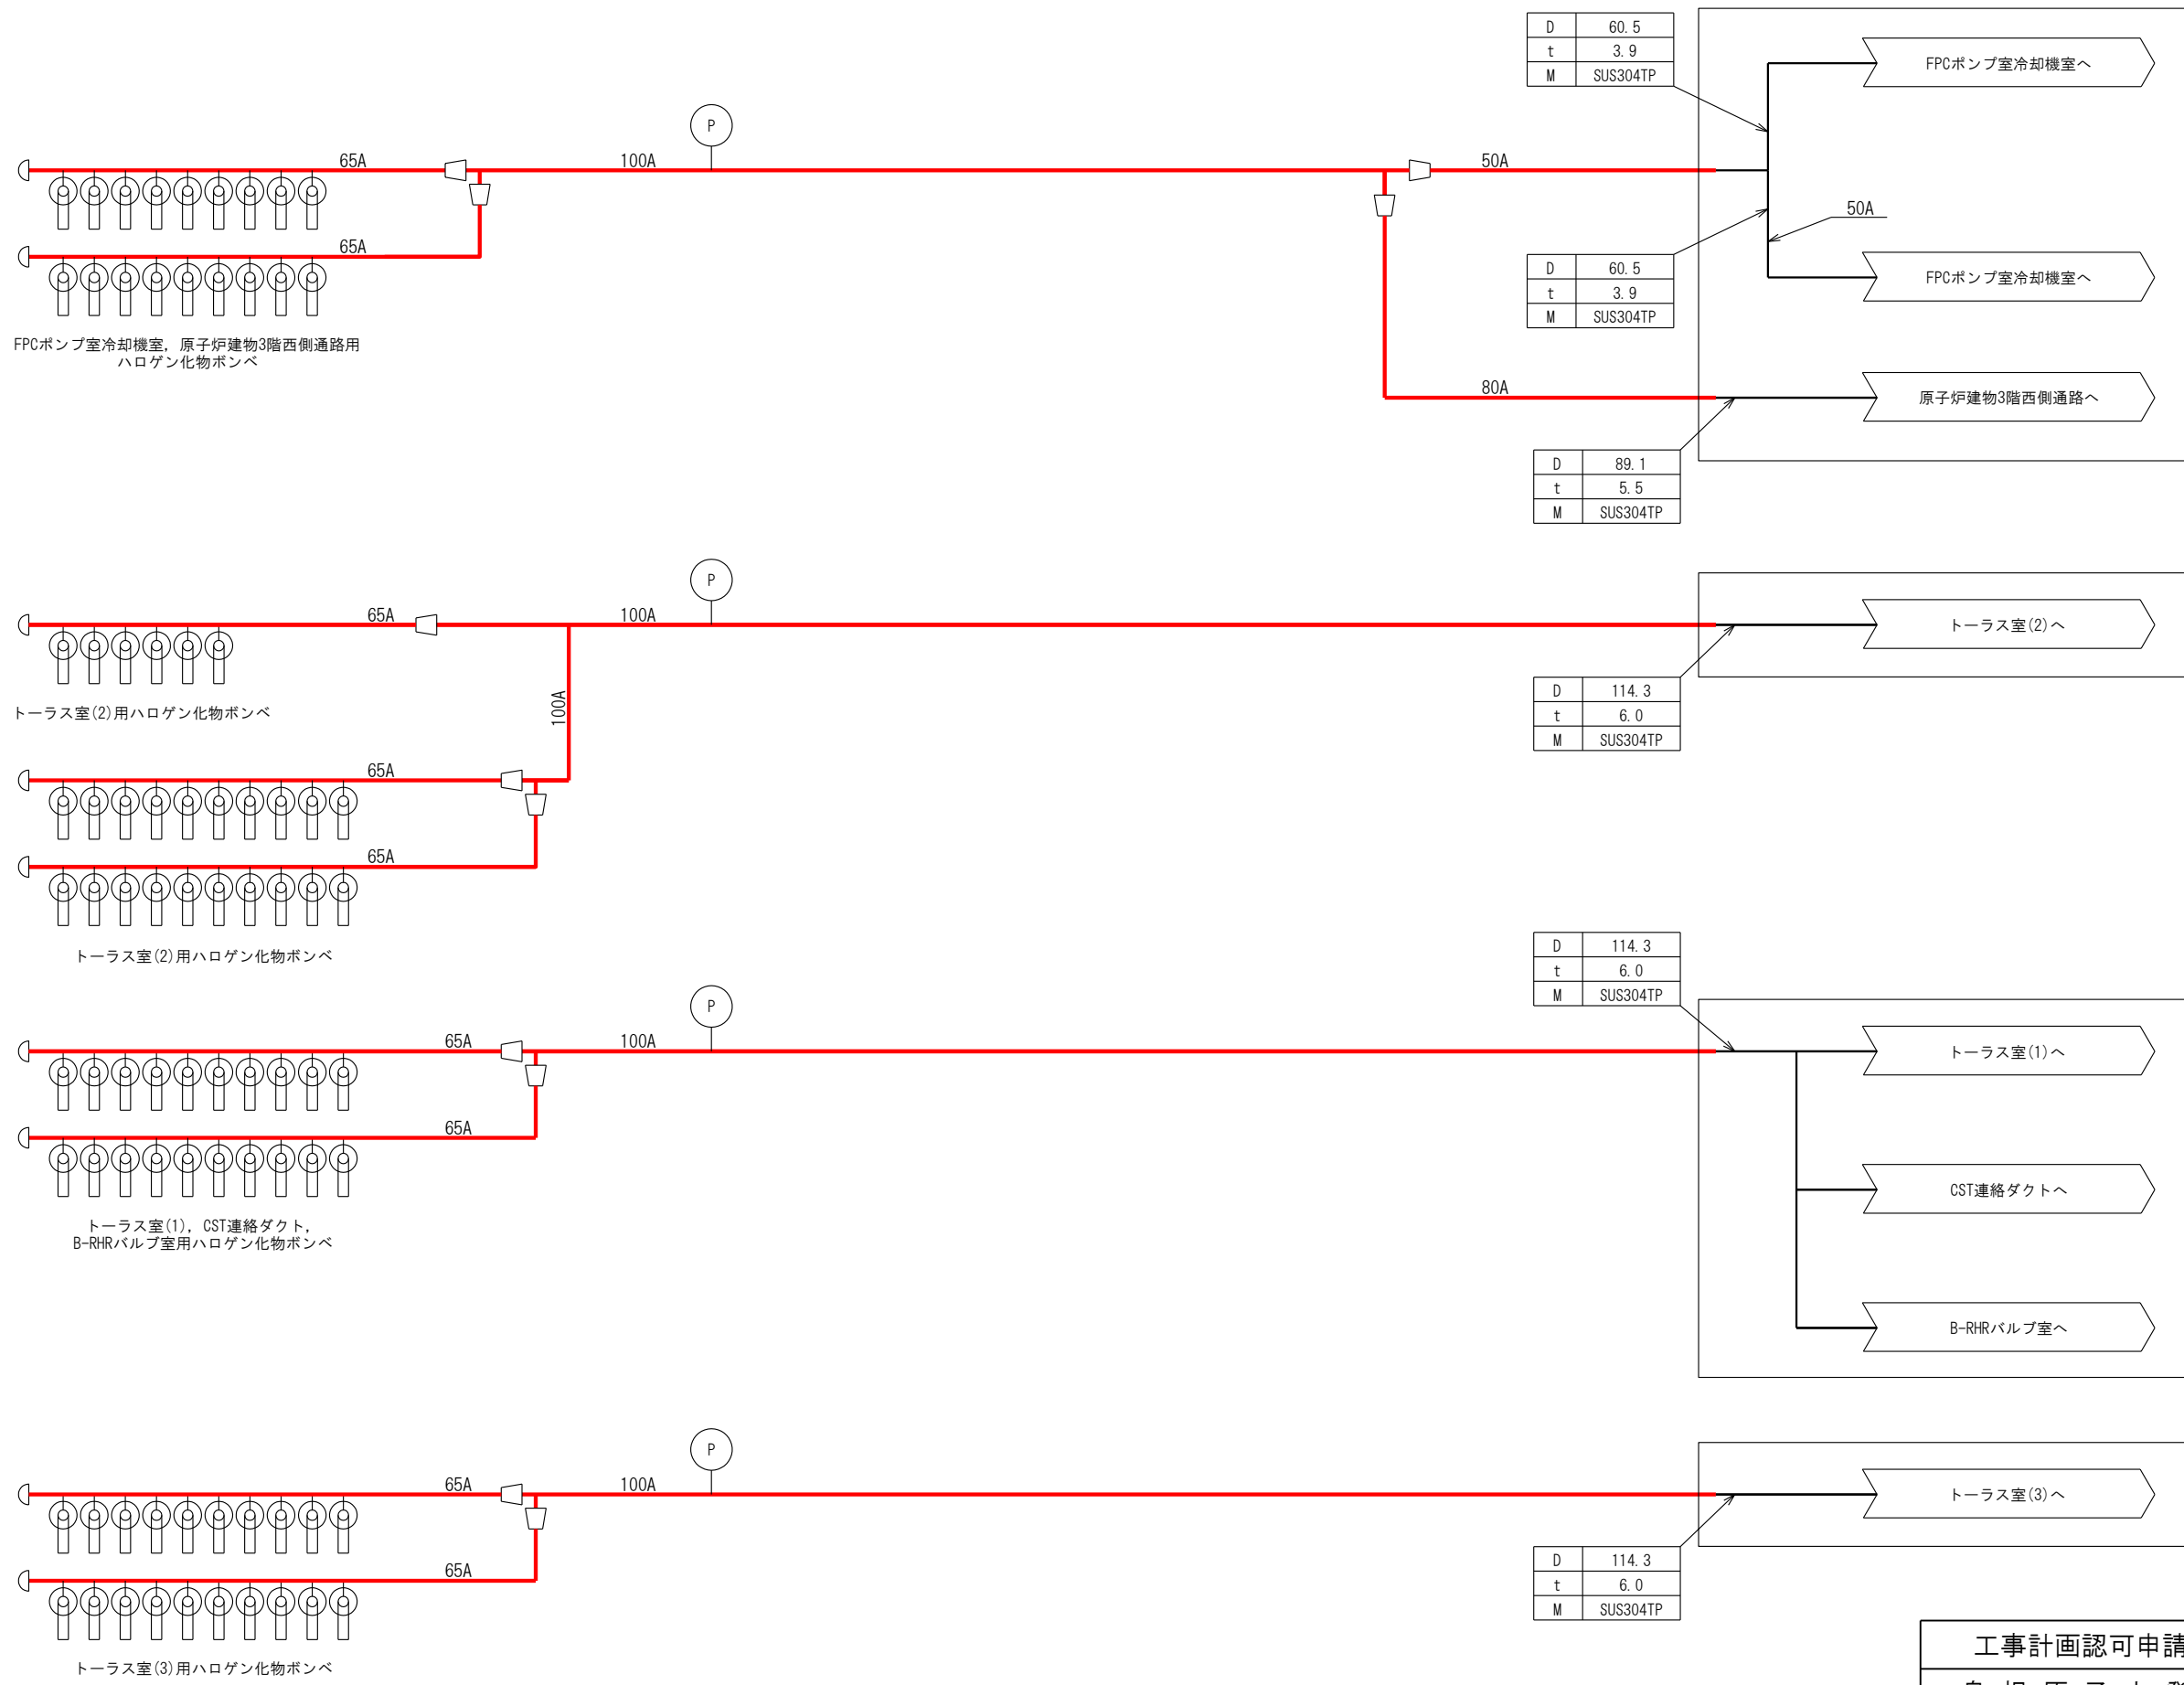 D 60.5
t 3.9
M SUS304TP
FPCポンプ室冷却機室へ
P
65A
100A
50A
50A
65A
D 60.5
t 3.9
M SUS304TP
FPCポンプ室冷却機室へ
FPCポンプ室冷却機室, 原子炉建物3階西側通路用
ハロゲン化物ボンベ
80A
原子炉建物3階西側通路へ
D 89.1
t 5.5
M SUS304TP
P
65A
100A
トーラス室(2)へ
100A
D 114.3
t 6.0
M SUS304TP
トーラス室(2)用ハロゲン化物ボンベ
65A
65A
トーラス室(2)用ハロゲン化物ボンベ
D 114.3
t 6.0
M SUS304TP
P
65A
100A
トーラス室(1)へ
65A
CST連絡ダクトへ
トーラス室(1), CST連絡ダクト,
B-RHRバルブ室用ハロゲン化物ボンベ
B-RHRバルブ室へ
P
65A
100A
トーラス室(3)へ
65A
D 114.3
t 6.0
M SUS304TP
トーラス室(3)用ハロゲン化物ボンベ
工事計画認可申請